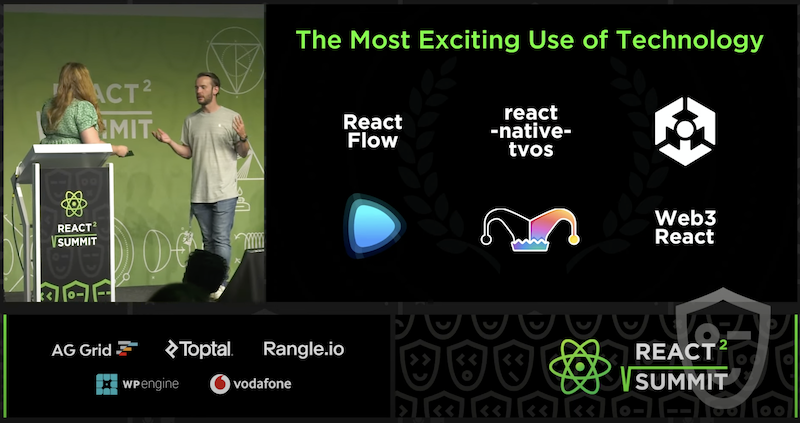 The Most Exciting Use of Technology
React
Flow
react
-native-
tvos
Web3
React
REACT
SUMMIT
REACT²
√SUMMIT
AG Grid
Toptal.
Rangle.io
WPengine
vodafone
REACT²
√SUMMIT